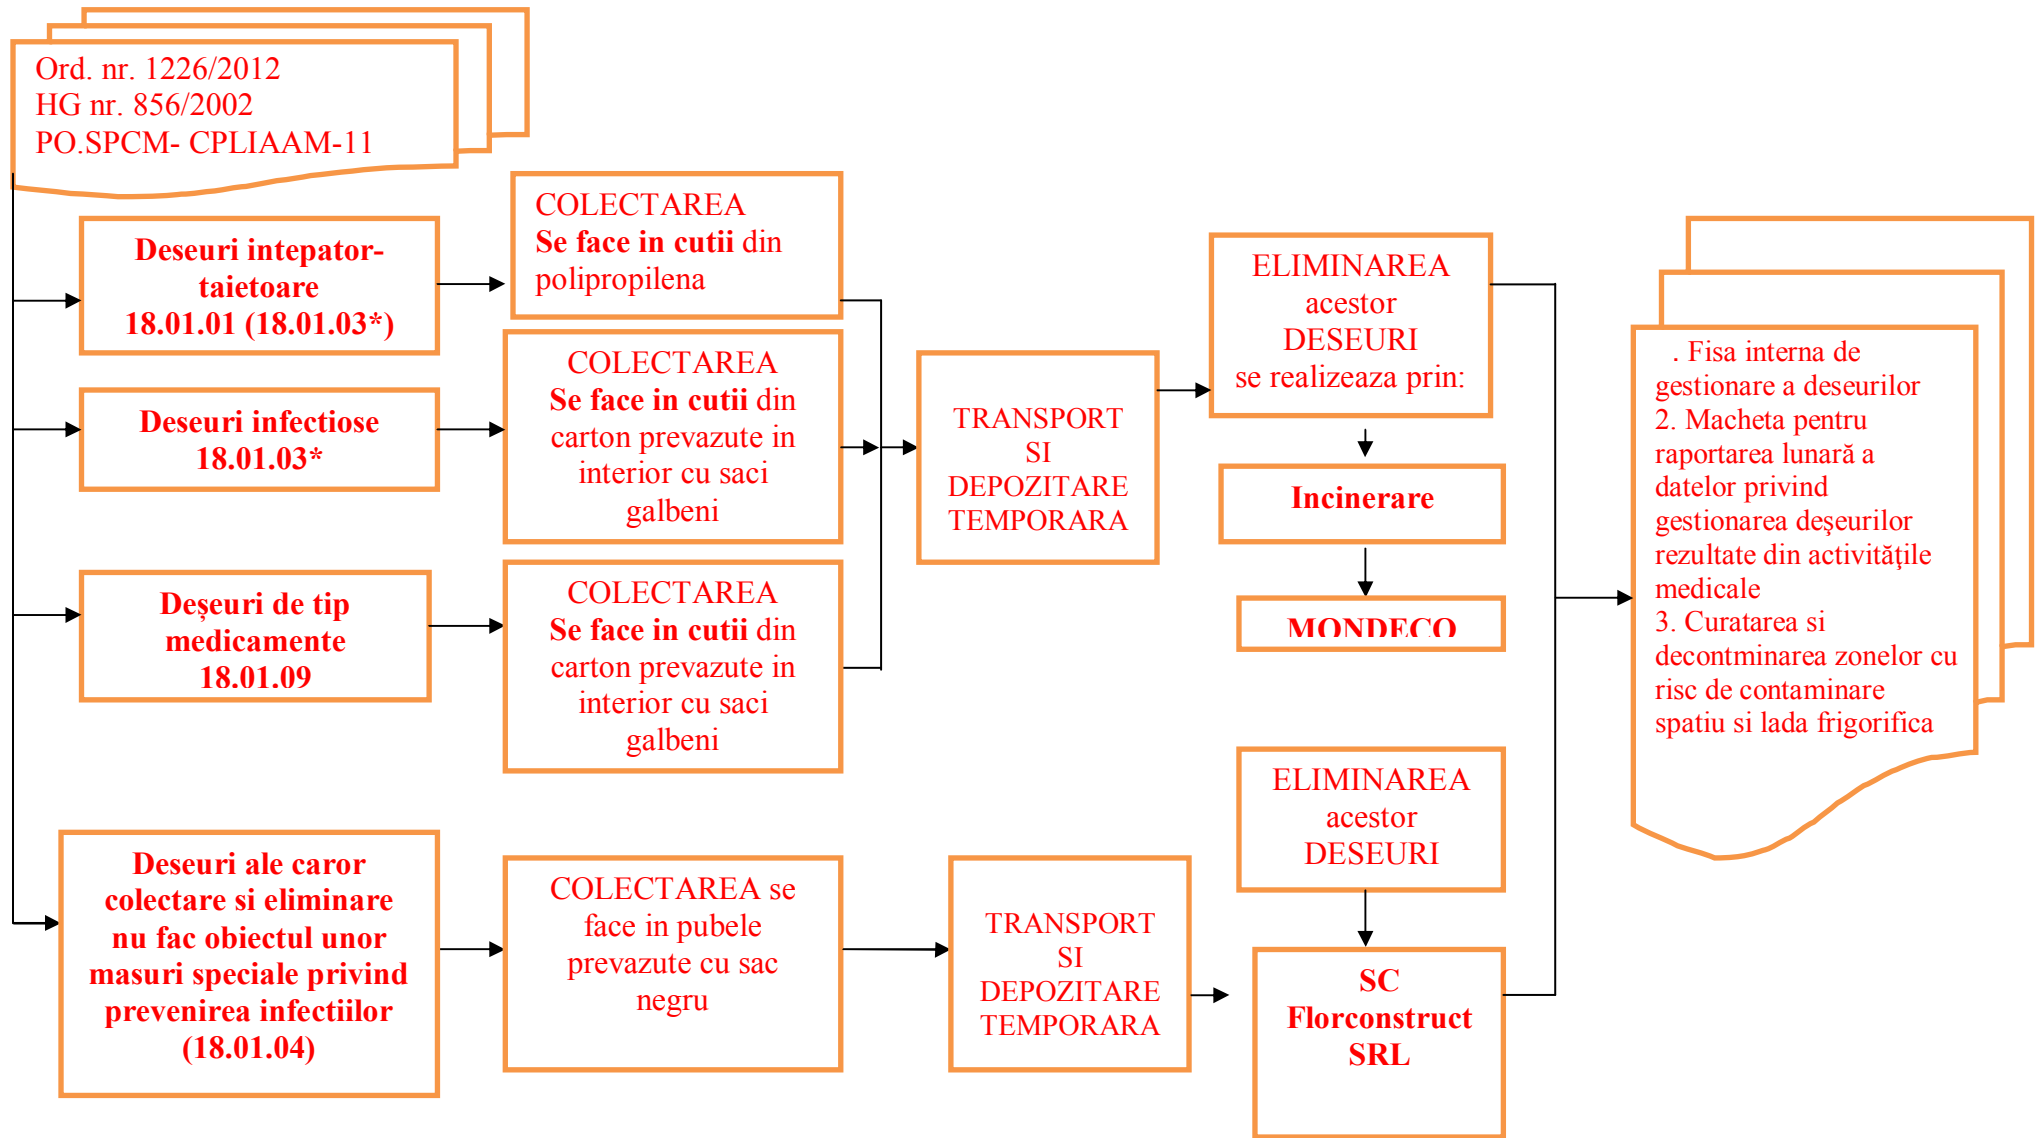 Ord. nr. 1226/2012
HG nr. 856/2002
PO.SPCM- CPLIAAM-11
Deseuri intepator-
taietoare
18.01.01 (18.01.03*)
COLECTAREA
Se face in cutii din
polipropilena
Deseuri infectiose
18.01.03*
COLECTAREA
Se face in cutii din
carton prevazute in
interior cu saci
galbeni
Deșeuri de tip
medicamente
18.01.09
COLECTAREA
Se face in cutii din
carton prevazute in
interior cu saci
galbeni
TRANSPORT
SI
DEPOZITARE
TEMPORARA
ELIMINAREA
acestor
DESEURI
se realizeaza prin:
Incinerare
MONDECO
Deseuri ale caror
colectare si eliminare
nu fac obiectul unor
masuri speciale privind
prevenirea infectiilor
(18.01.04)
COLECTAREA se
face in pubele
prevazute cu sac
negru
TRANSPORT
SI
DEPOZITARE
TEMPORARA
ELIMINAREA
acestor
DESEURI
SC
Florconstruct
SRL
. Fisa interna de
gestionare a deseurilor
2. Macheta pentru
raportarea lunară a
datelor privind
gestionarea deşeurilor
rezultate din activităţile
medicale
3. Curatarea si
decontminarea zonelor cu
risc de contaminare
spatiu si lada frigorifica